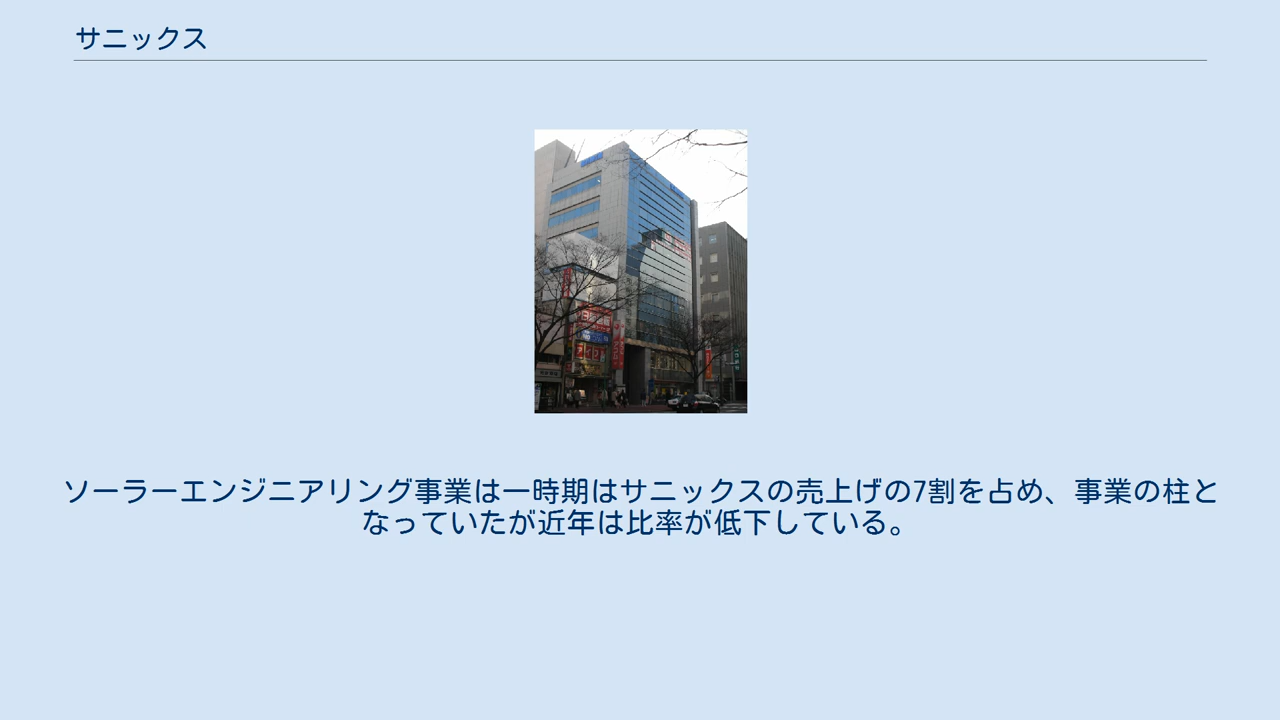 サニックス
ソーラーエンジニアリング事業は一時期はサニックスの売上げの7割を占め、事業の柱と
なっていたが近年は比率が低下している。